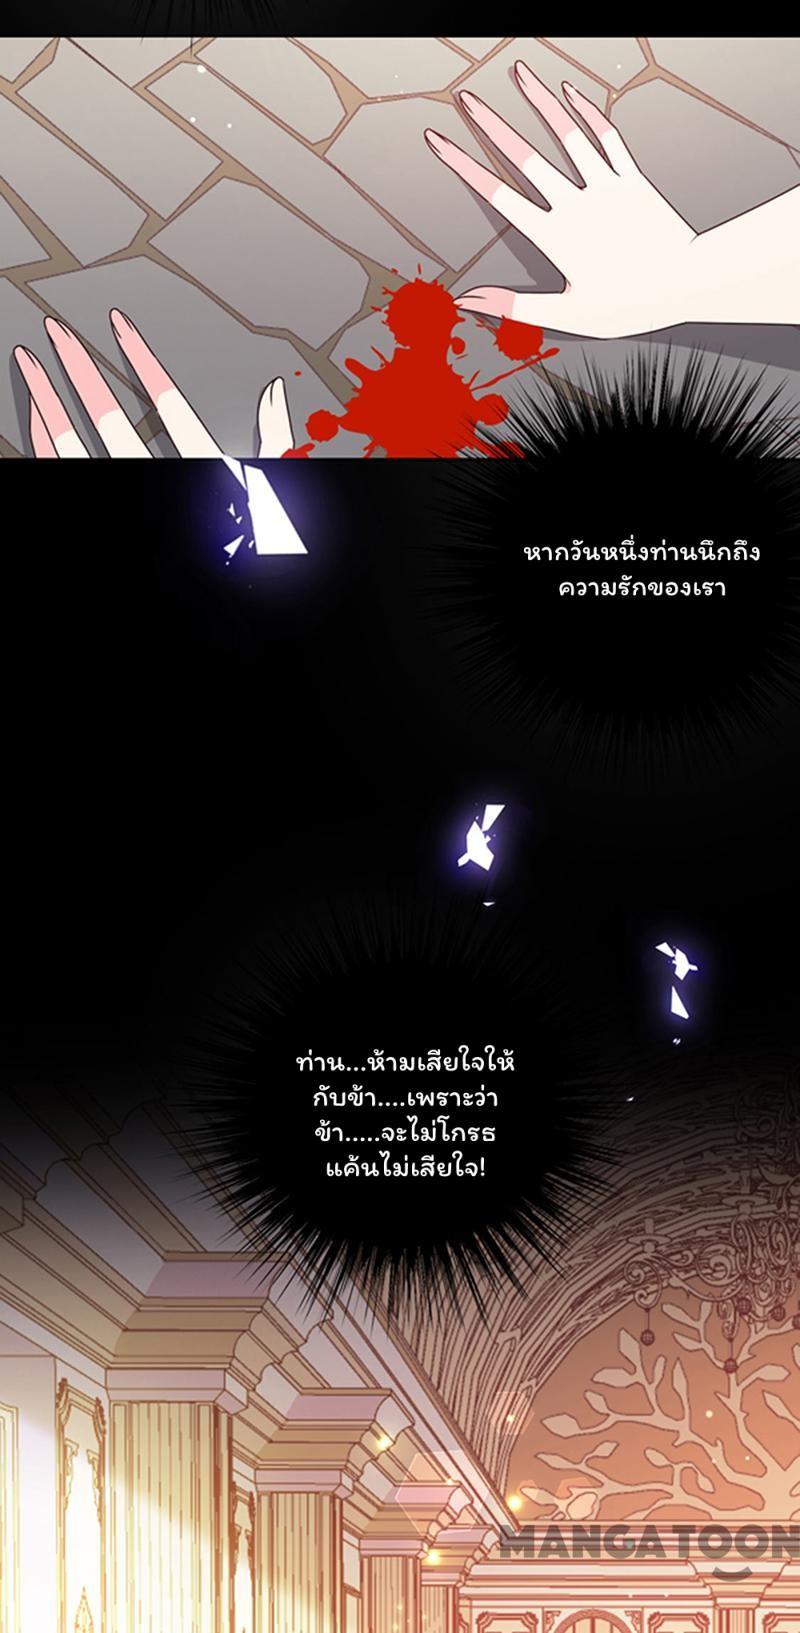 หากวันหนึ่งท่านนึกถึง
ความรักของเรา
ท่าน...ห้ามเสียใจให้
กับข้า....เพราะว่า
ข้า.....จะไม่โกรธ
แค้นไม่เสียใจ!
MANGATOON